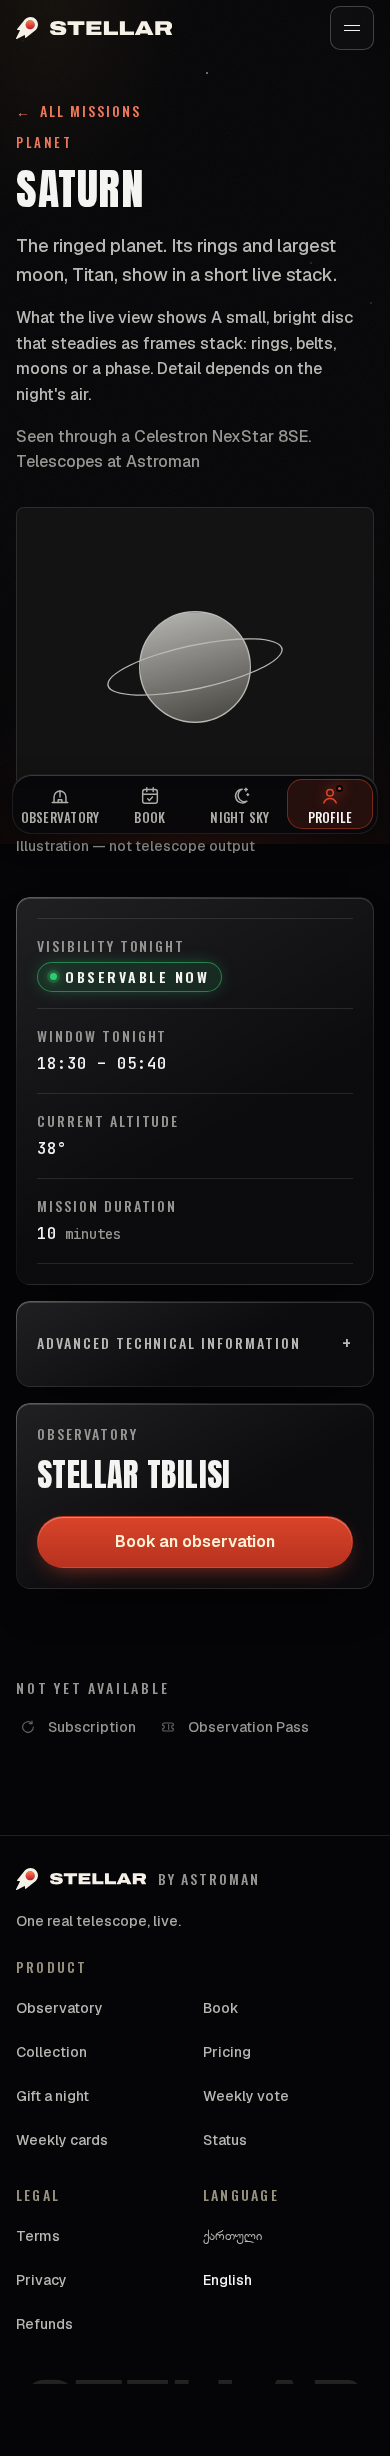 STELLAR
← ALL MISSIONS
PLANET
SATURN
The ringed planet. Its rings and largest
moon, Titan, show in a short live stack.
What the live view shows A small, bright disc
that steadies as frames stack: rings, belts,
moons or a phase. Detail depends on the
night's air.
Seen through a Celestron NexStar 8SE.
Telescopes at Astroman
OBSERVATORY BOOK NIGHT SKY PROFILE
Illustration — not telescope output
VISIBILITY TONIGHT
OBSERVABLE NOW
WINDOW TONIGHT
18:30 – 05:40
CURRENT ALTITUDE
38°
MISSION DURATION
10 minutes
ADVANCED TECHNICAL INFORMATION +
OBSERVATORY
STELLAR TBILISI
Book an observation
NOT YET AVAILABLE
Subscription Observation Pass
STELLAR BY ASTROMAN
One real telescope, live.
PRODUCT
Observatory Book
Collection Pricing
Gift a night Weekly vote
Weekly cards Status
LEGAL LANGUAGE
Terms ქართული
Privacy English
Refunds